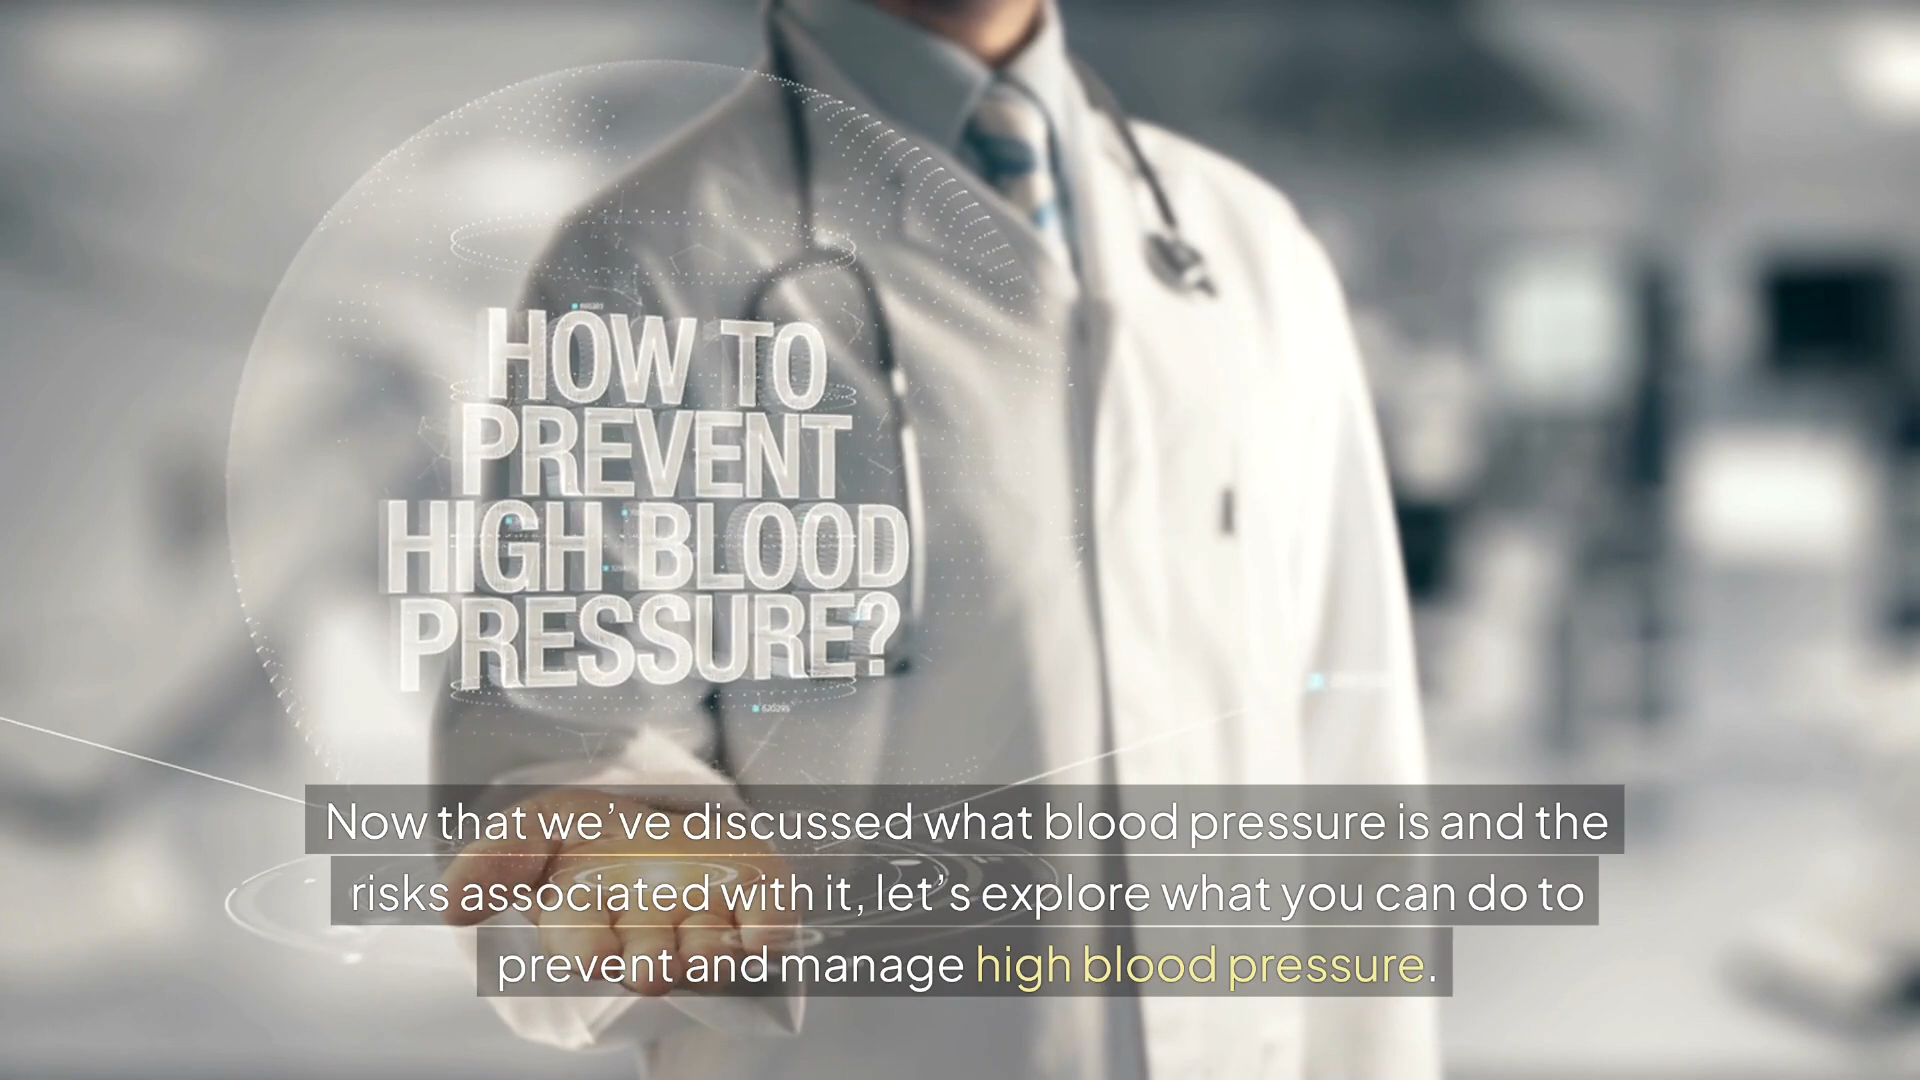 HOW TO
PREVENT
HIGH BLOOD
PRESSURE?
Now that we’ve discussed what blood pressure is and the
risks associated with it, let’s explore what you can do to
prevent and manage high blood pressure.